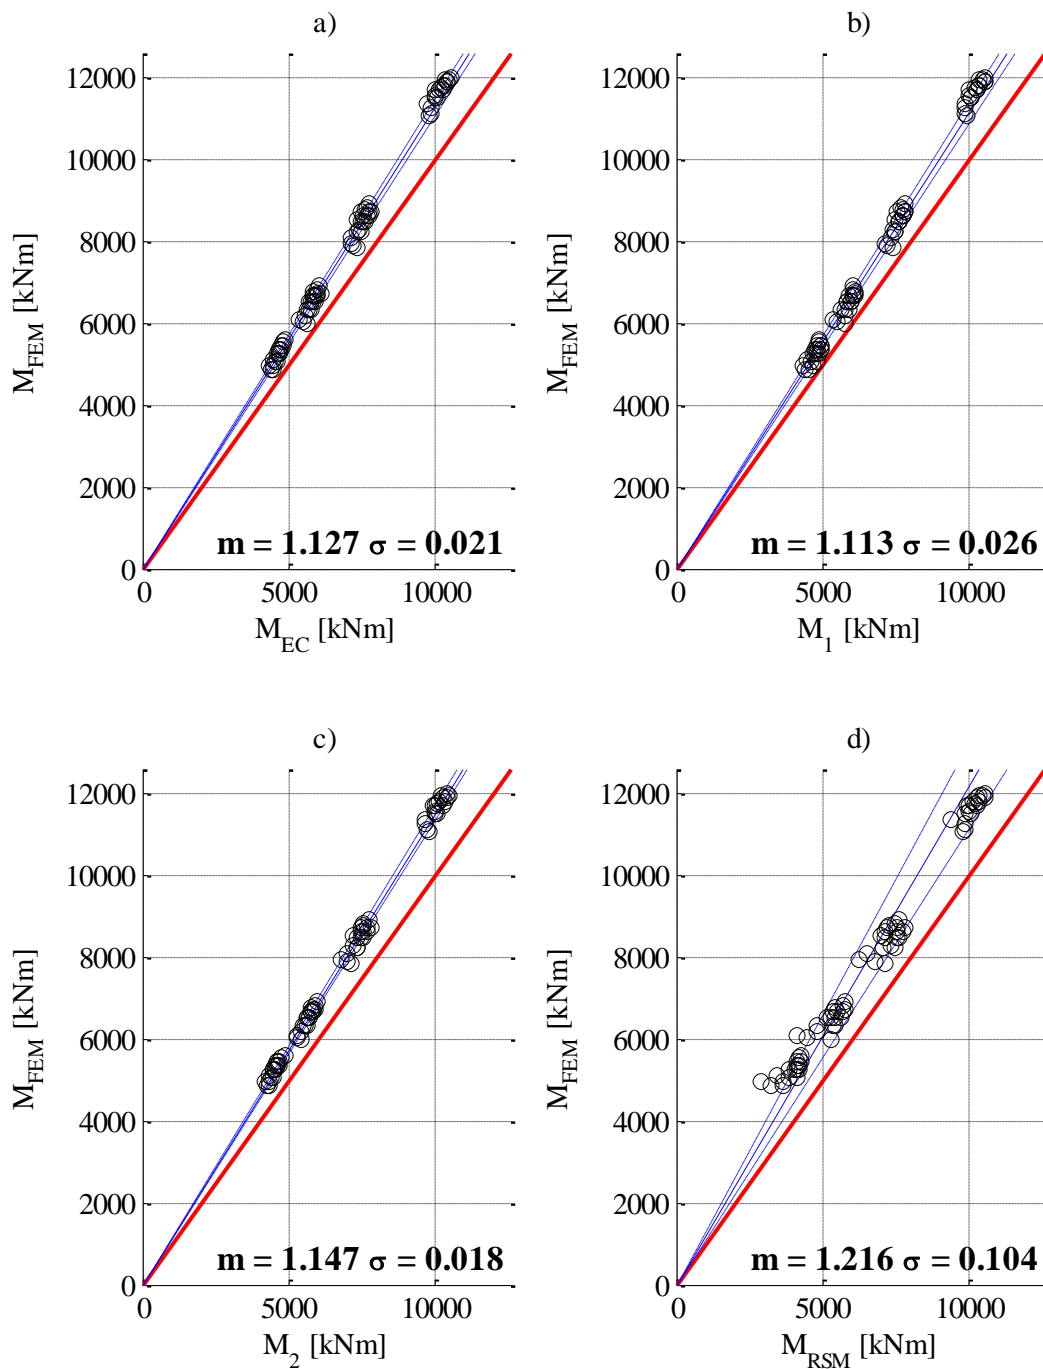 a)
12000
10000
8000
6000
4000
2000
0
M_FEM [kNm]
m = 1.127 σ = 0.021
0 5000 10000
M_EC [kNm]
b)
12000
10000
8000
6000
4000
2000
0
M_FEM [kNm]
m = 1.113 σ = 0.026
0 5000 10000
M_1 [kNm]
c)
12000
10000
8000
6000
4000
2000
0
M_FEM [kNm]
m = 1.147 σ = 0.018
0 5000 10000
M_2 [kNm]
d)
12000
10000
8000
6000
4000
2000
0
M_FEM [kNm]
m = 1.216 σ = 0.104
0 5000 10000
M_RSM [kNm]